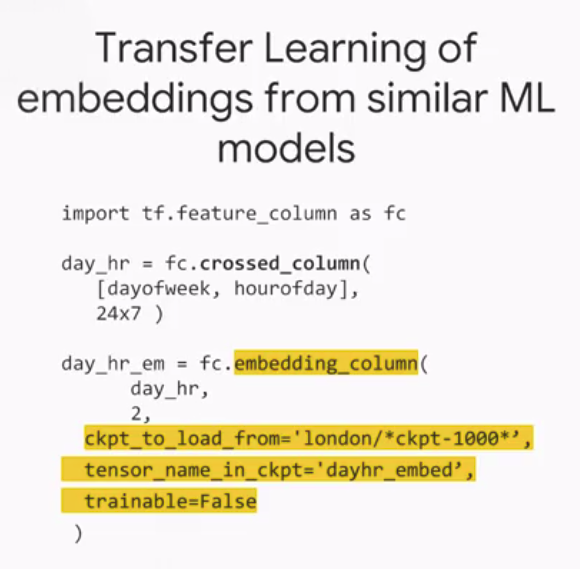 Transfer Learning of
embeddings from similar ML
models
import tf.feature_column as fc
day_hr = fc.crossed_column(
[dayofweek, hourofday],
24x7 )
day_hr_em = fc.embedding_column(
day_hr,
2,
ckpt_to_load_from='london/*ckpt-1000*’,
tensor_name_in_ckpt='dayhr_embed’,
trainable=False
)